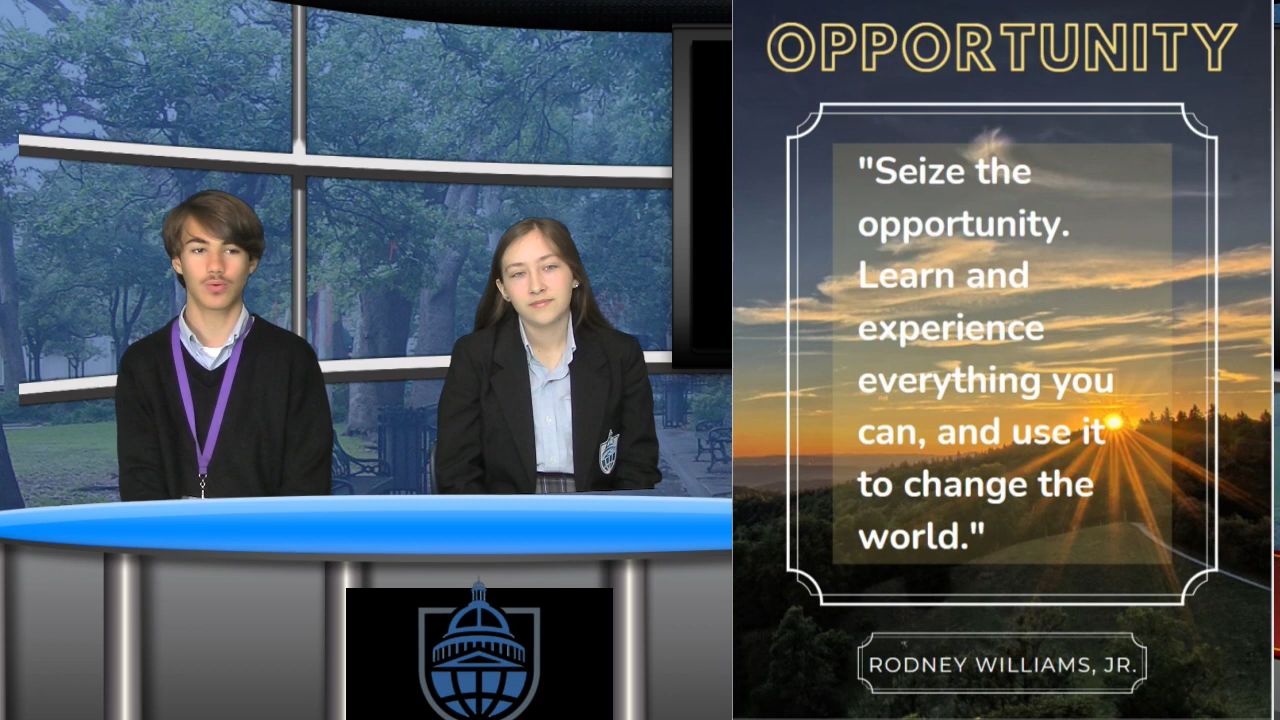 OPPORTUNITY
"Seize the
opportunity.
Learn and
experience
everything you
can, and use it
to change the
world."
RODNEY WILLIAMS, JR.